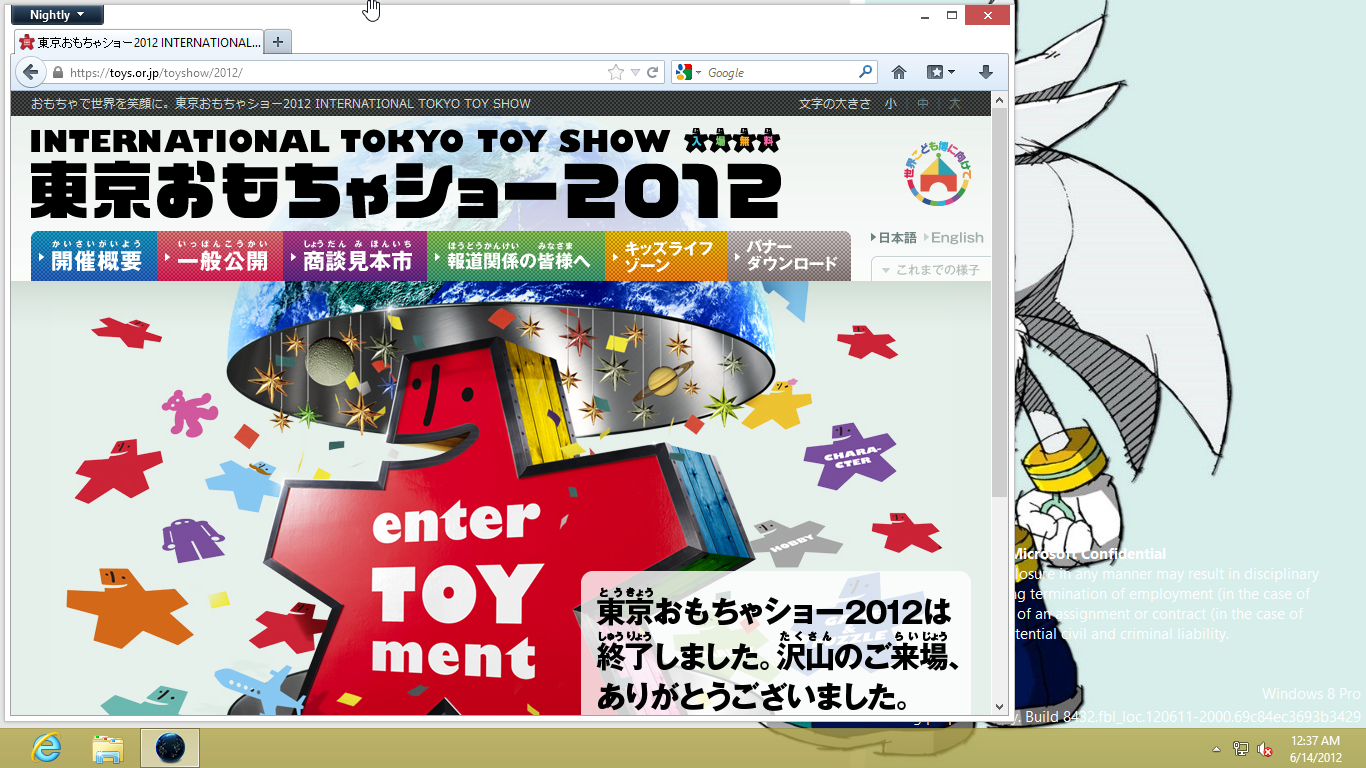 Nightly
東京おもちゃショー2012 INTERNATIONAL...
https://toys.or.jp/toyshow/2012/
Google
おもちゃで世界を笑顔に。東京おもちゃショー2012 INTERNATIONAL TOKYO TOY SHOW
文字の大きさ 小 中 大
INTERNATIONAL TOKYO TOY SHOW 入場無料
東京おもちゃショー2012
世界こども博に向けて
日本語 English
これまでの様子
かいさいがいよう
開催概要
いっぱんこうかい
一般公開
しょうだん み ほんいち
商談見本市
ほうどうかんけい みなさま
報道関係の皆様へ
キッズライフ
ゾーン
バナー
ダウンロード
CHARA-
CTER
HOBBY
enter
TOY
ment
とうきょう
東京おもちゃショー2012は
しゅうりょう たくさん らいじょう
終了しました。沢山のご来場、
ありがとうございました。
Microsoft Confidential
closure in any manner may result in disciplinary
termination of employment (in the case of
of an assignment or contract (in the case of
civil and criminal liability.
Windows 8 Pro
Build 8432.fbl_loc.120611-2000.69c84ec3693b3429
12:37 AM
6/14/2012